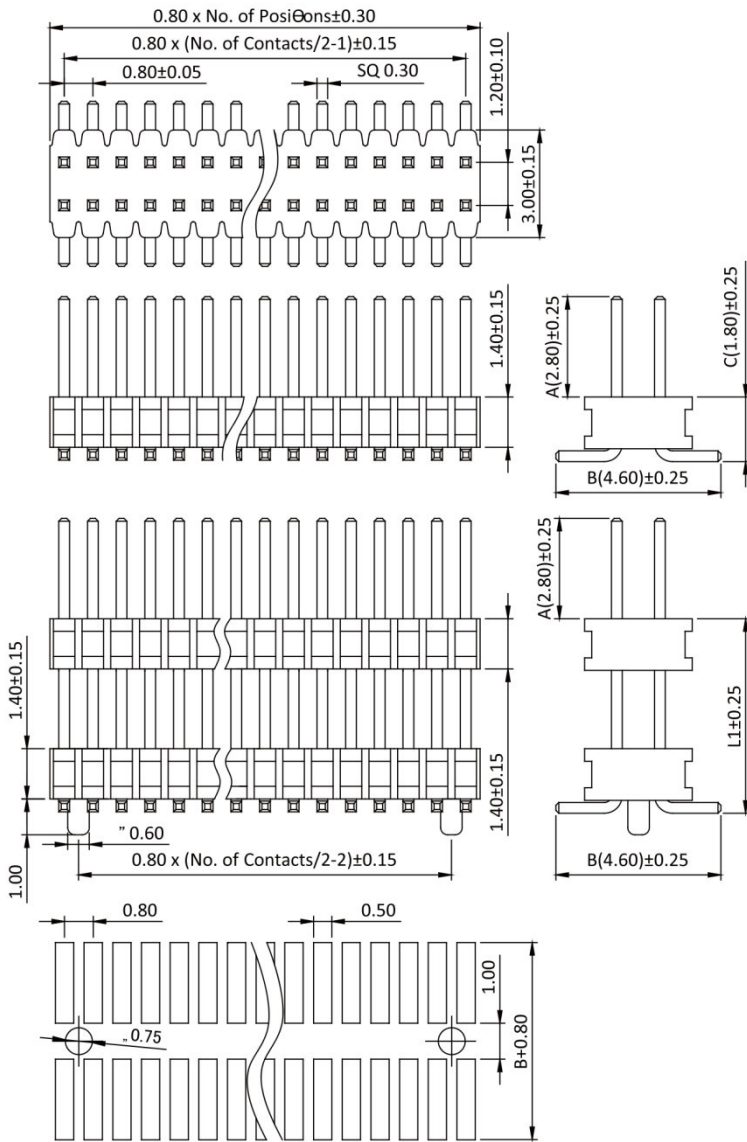 0.80 x No. of PosiƟons±0.30
0.80 x (No. of Contacts/2-1)±0.15
0.80±0.05
SQ 0.30
1.20±0.10
3.00±0.15
1.40±0.15
A(2.80)±0.25
C(1.80)±0.25
B(4.60)±0.25
A(2.80)±0.25
1.40±0.15
1.40±0.15
L1±0.25
" 0.60
1.00
0.80 x (No. of Contacts/2-2)±0.15
B(4.60)±0.25
0.80
0.50
1.00
„ 0.75
B+0.80